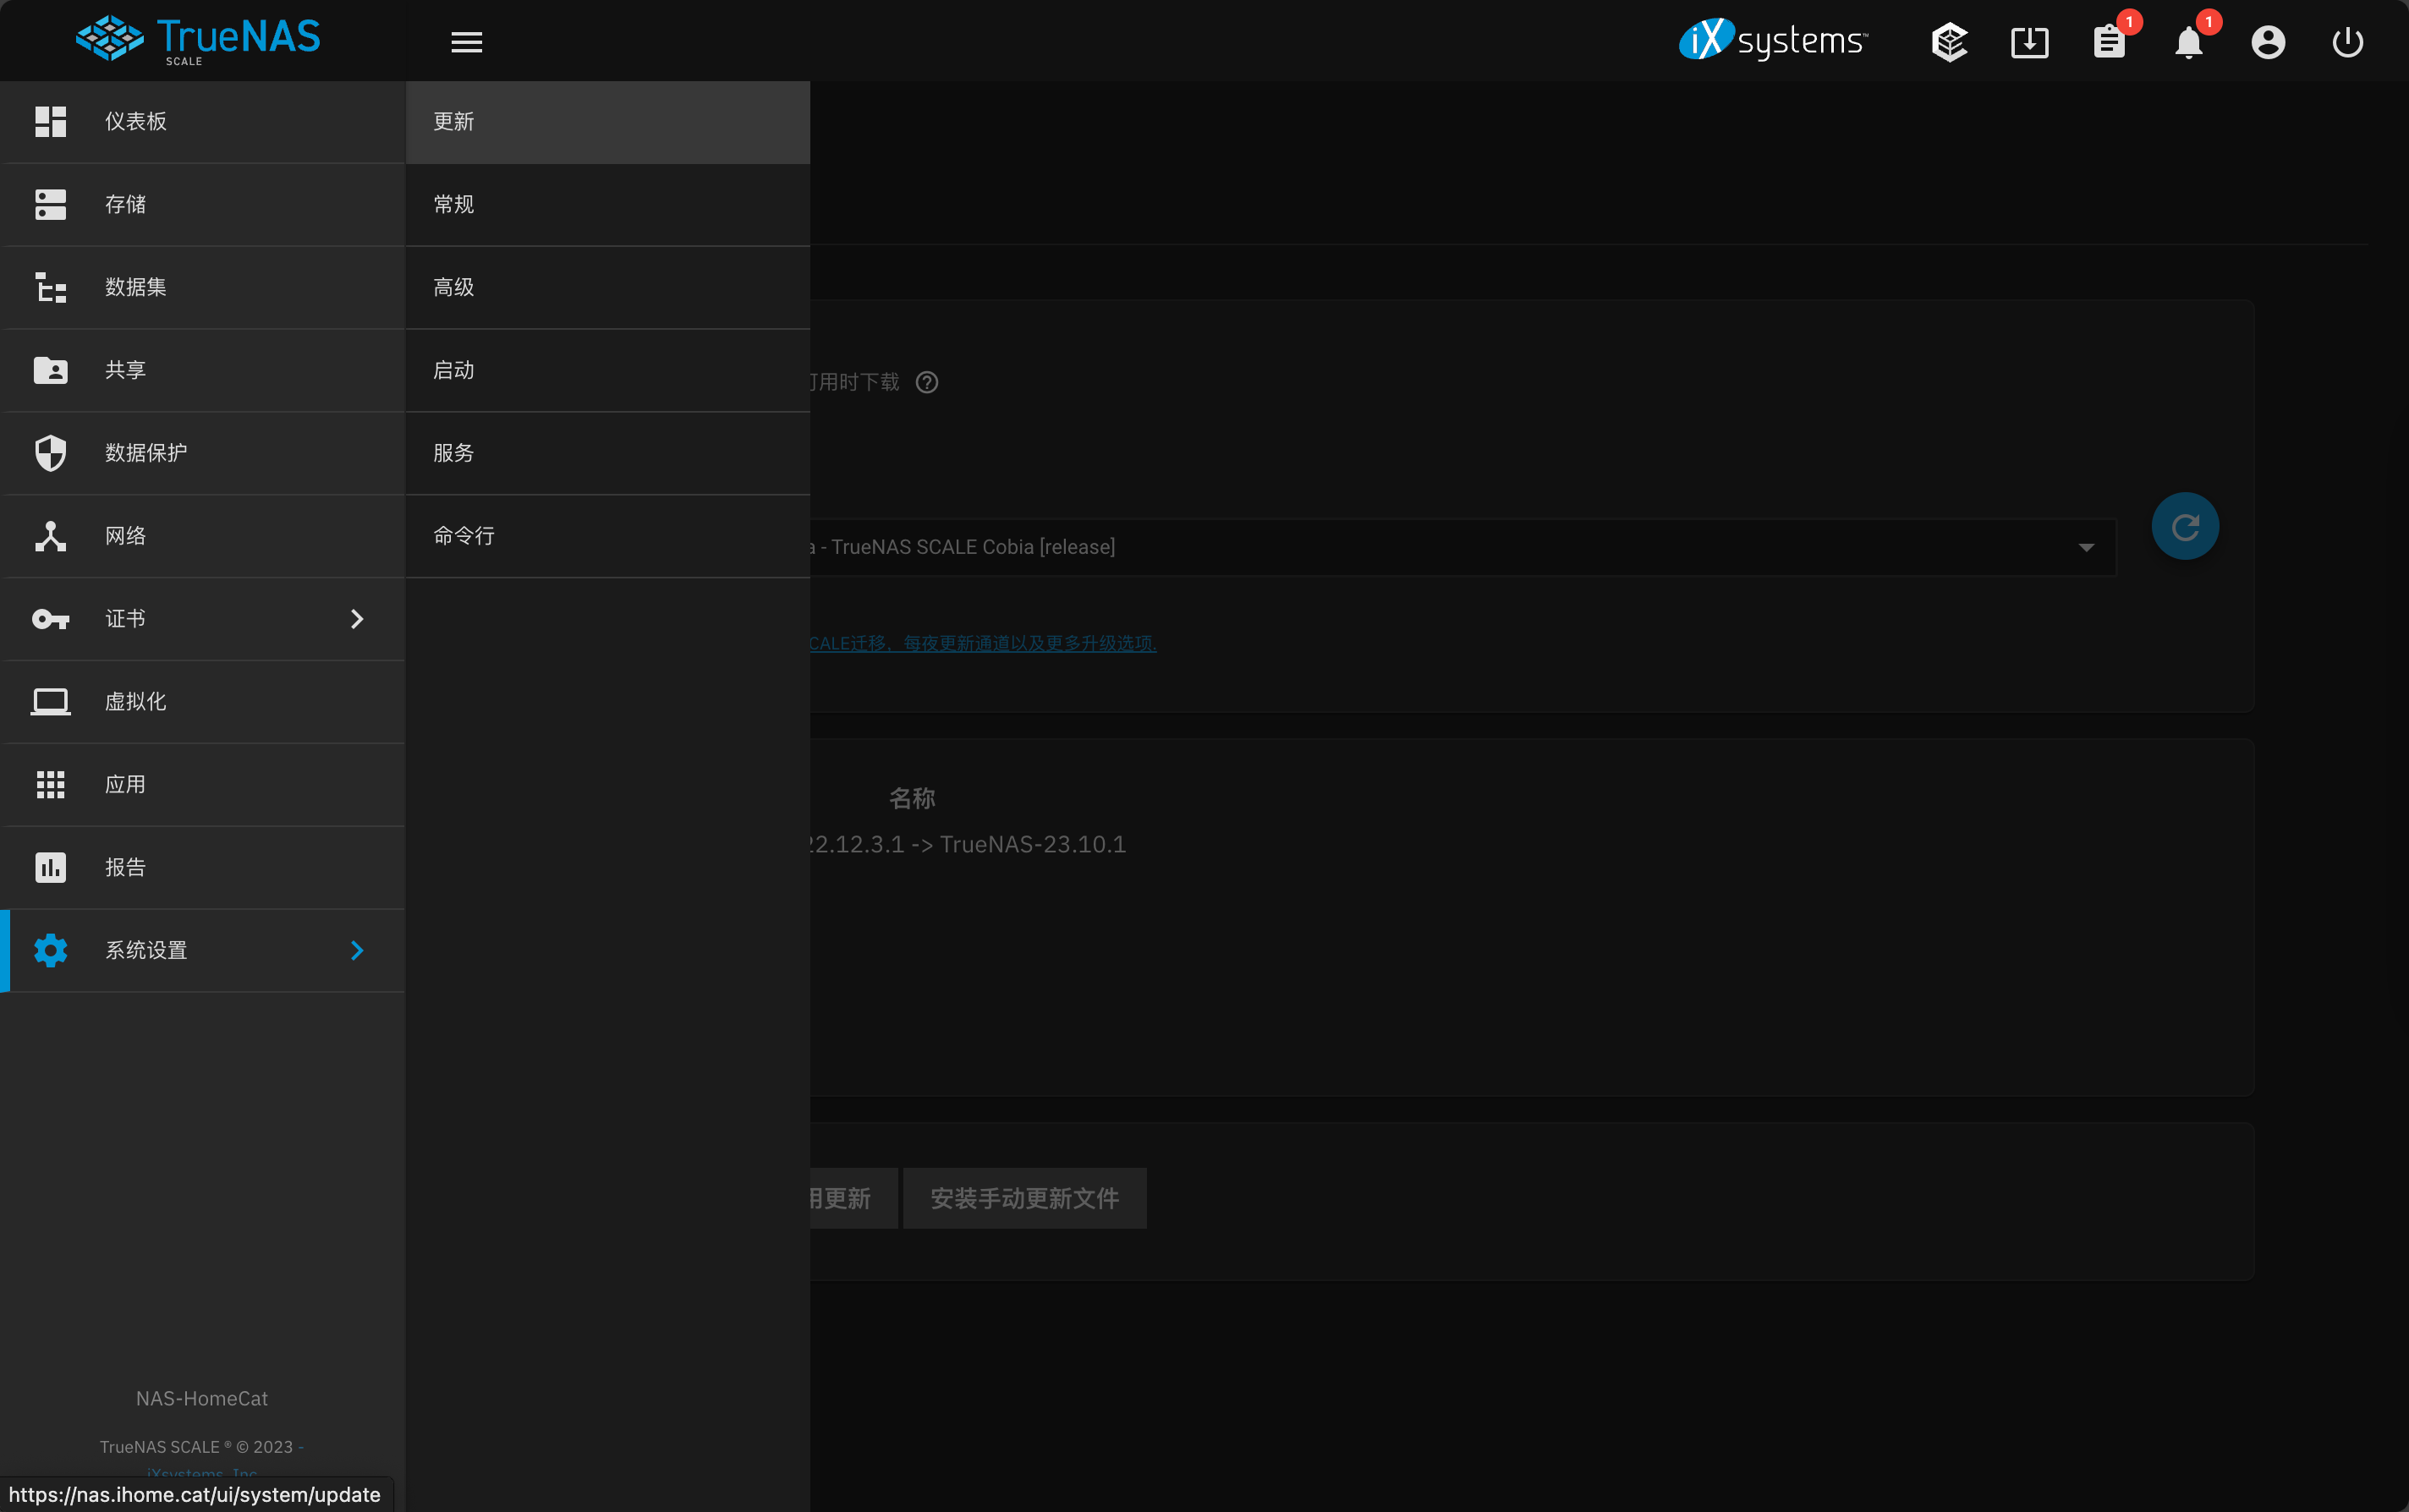 TrueNAS
SCALE
iX systems™
1
1
仪表板
存储
数据集
共享
数据保护
网络
证书
虚拟化
应用
报告
系统设置
更新
常规
高级
启动
服务
命令行
可用时下载
- TrueNAS SCALE Cobia [release]
SCALE迁移，每夜更新通道以及更多升级选项.
名称
22.12.3.1 -> TrueNAS-23.10.1
用更新
安装手动更新文件
NAS-HomeCat
TrueNAS SCALE ® © 2023 -
iXsystems, Inc
https://nas.ihome.cat/ui/system/update